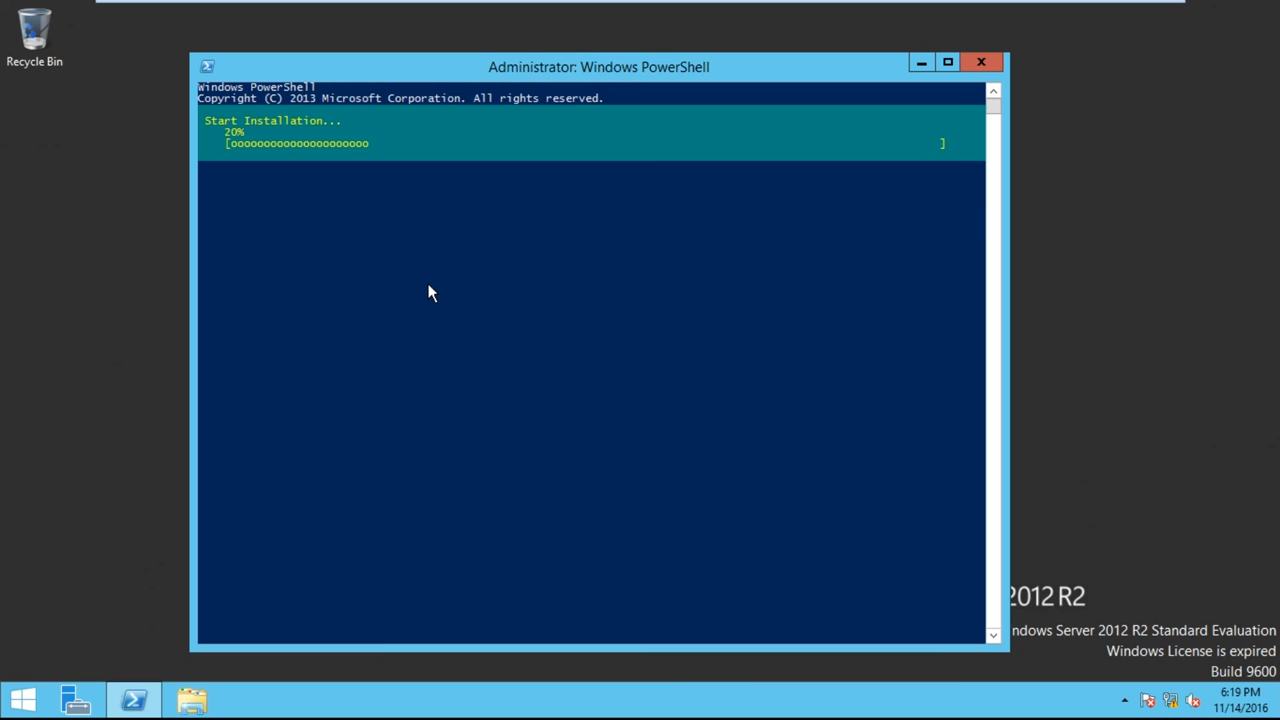 Recycle Bin
Administrator: Windows PowerShell
Windows PowerShell
Copyright (C) 2013 Microsoft Corporation. All rights reserved.
Start Installation...
20%
[ooooooooooooooooooooo ]
2012 R2
ndows Server 2012 R2 Standard Evaluation
Windows License is expired
Build 9600
6:19 PM
11/14/2016